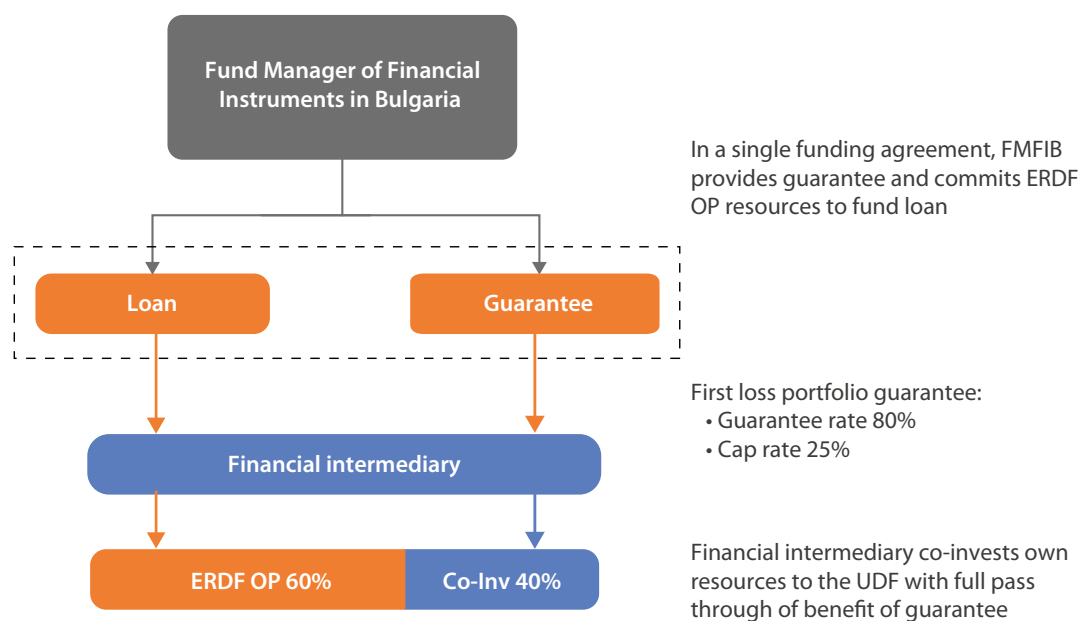 Fund Manager of Financial
Instruments in Bulgaria
In a single funding agreement, FMFIB
provides guarantee and commits ERDF
OP resources to fund loan
Loan
Guarantee
First loss portfolio guarantee:
• Guarantee rate 80%
• Cap rate 25%
Financial intermediary
ERDF OP 60%
Co-Inv 40%
Financial intermediary co-invests own
resources to the UDF with full pass
through of benefit of guarantee